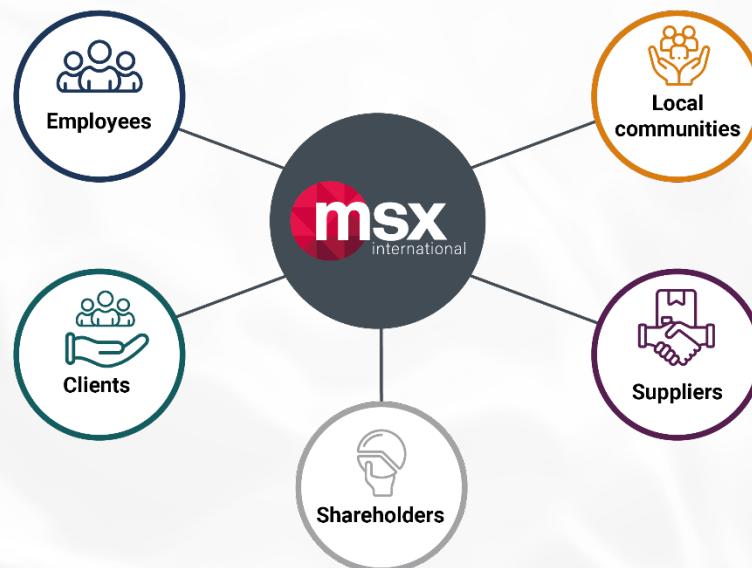 Employees
Local
communities
msx
international
Clients
Suppliers
Shareholders